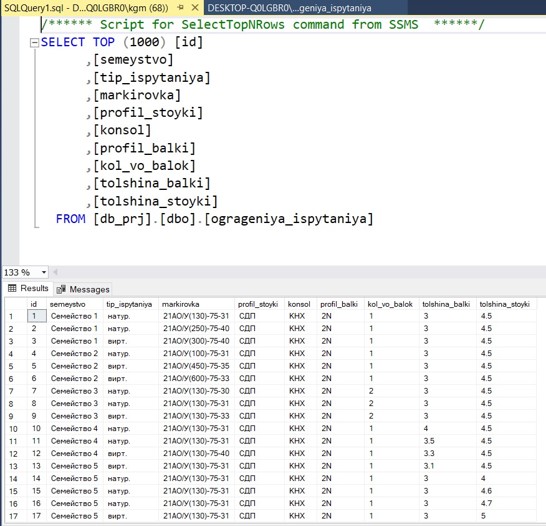 SQLQuery1.sql - D...Q0LGBR0\kgm (68)) DESKTOP-Q0LGBR0\...geniya_ispytaniya
/****** Script for SelectTopNRows command from SSMS ******/
SELECT TOP (1000) [id]
,[semeystvo]
,[tip_ispytaniya]
,[markirovka]
,[profil_stoyki]
,[konsol]
,[profil_balki]
,[kol_vo_balok]
,[tolshina_balki]
,[tolshina_stoyki]
FROM [db_prj].[dbo].[ogrageniya_ispytaniya]
133 %
Results Messages
id semeystvo tip_ispytaniya markirovka profil_stoyki konsol profil_balki kol_vo_balok tolshina_balki tolshina_stoyki
1 1 Семейство 1 натур. 21АО/У(130)-75-31 СДП КНХ 2N 1 3 4.5
2 2 Семейство 1 натур. 21АО/У(250)-75-40 СДП КНХ 2N 1 3 4.5
3 3 Семейство 1 вирт. 21АО/У(300)-75-40 СДП КНХ 2N 1 3 4.5
4 4 Семейство 2 натур. 21АО/У(100)-75-31 СДП КНХ 2N 1 3 4.5
5 5 Семейство 2 вирт. 21АО/У(450)-75-35 СДП КНХ 2N 1 3 4.5
6 6 Семейство 2 вирт. 21АО/У(600)-75-33 СДП КНХ 2N 1 3 4.5
7 7 Семейство 3 натур. 21АО/У(130)-75-30 СДП КНХ 2N 2 3 4.5
8 8 Семейство 3 натур. 21АО/У(130)-75-31 СДП КНХ 2N 2 3 4.5
9 9 Семейство 3 вирт. 21АО/У(130)-75-33 СДП КНХ 2N 2 3 4.5
10 10 Семейство 4 натур. 21АО/У(130)-75-31 СДП КНХ 2N 1 4 4.5
11 11 Семейство 4 натур. 21АО/У(130)-75-31 СДП КНХ 2N 1 3.5 4.5
12 12 Семейство 4 вирт. 21АО/У(130)-75-40 СДП КНХ 2N 1 3.3 4.5
13 13 Семейство 5 вирт. 21АО/У(130)-75-31 СДП КНХ 2N 1 3.1 4.5
14 14 Семейство 5 натур. 21АО/У(130)-75-31 СДП КНХ 2N 1 3 4
15 15 Семейство 5 натур. 21АО/У(130)-75-31 СДП КНХ 2N 1 3 4.6
16 16 Семейство 5 натур. 21АО/У(130)-75-31 СДП КНХ 2N 1 3 4.7
17 17 Семейство 5 вирт. 21АО/У(130)-75-31 СДП КНХ 2N 1 3 5